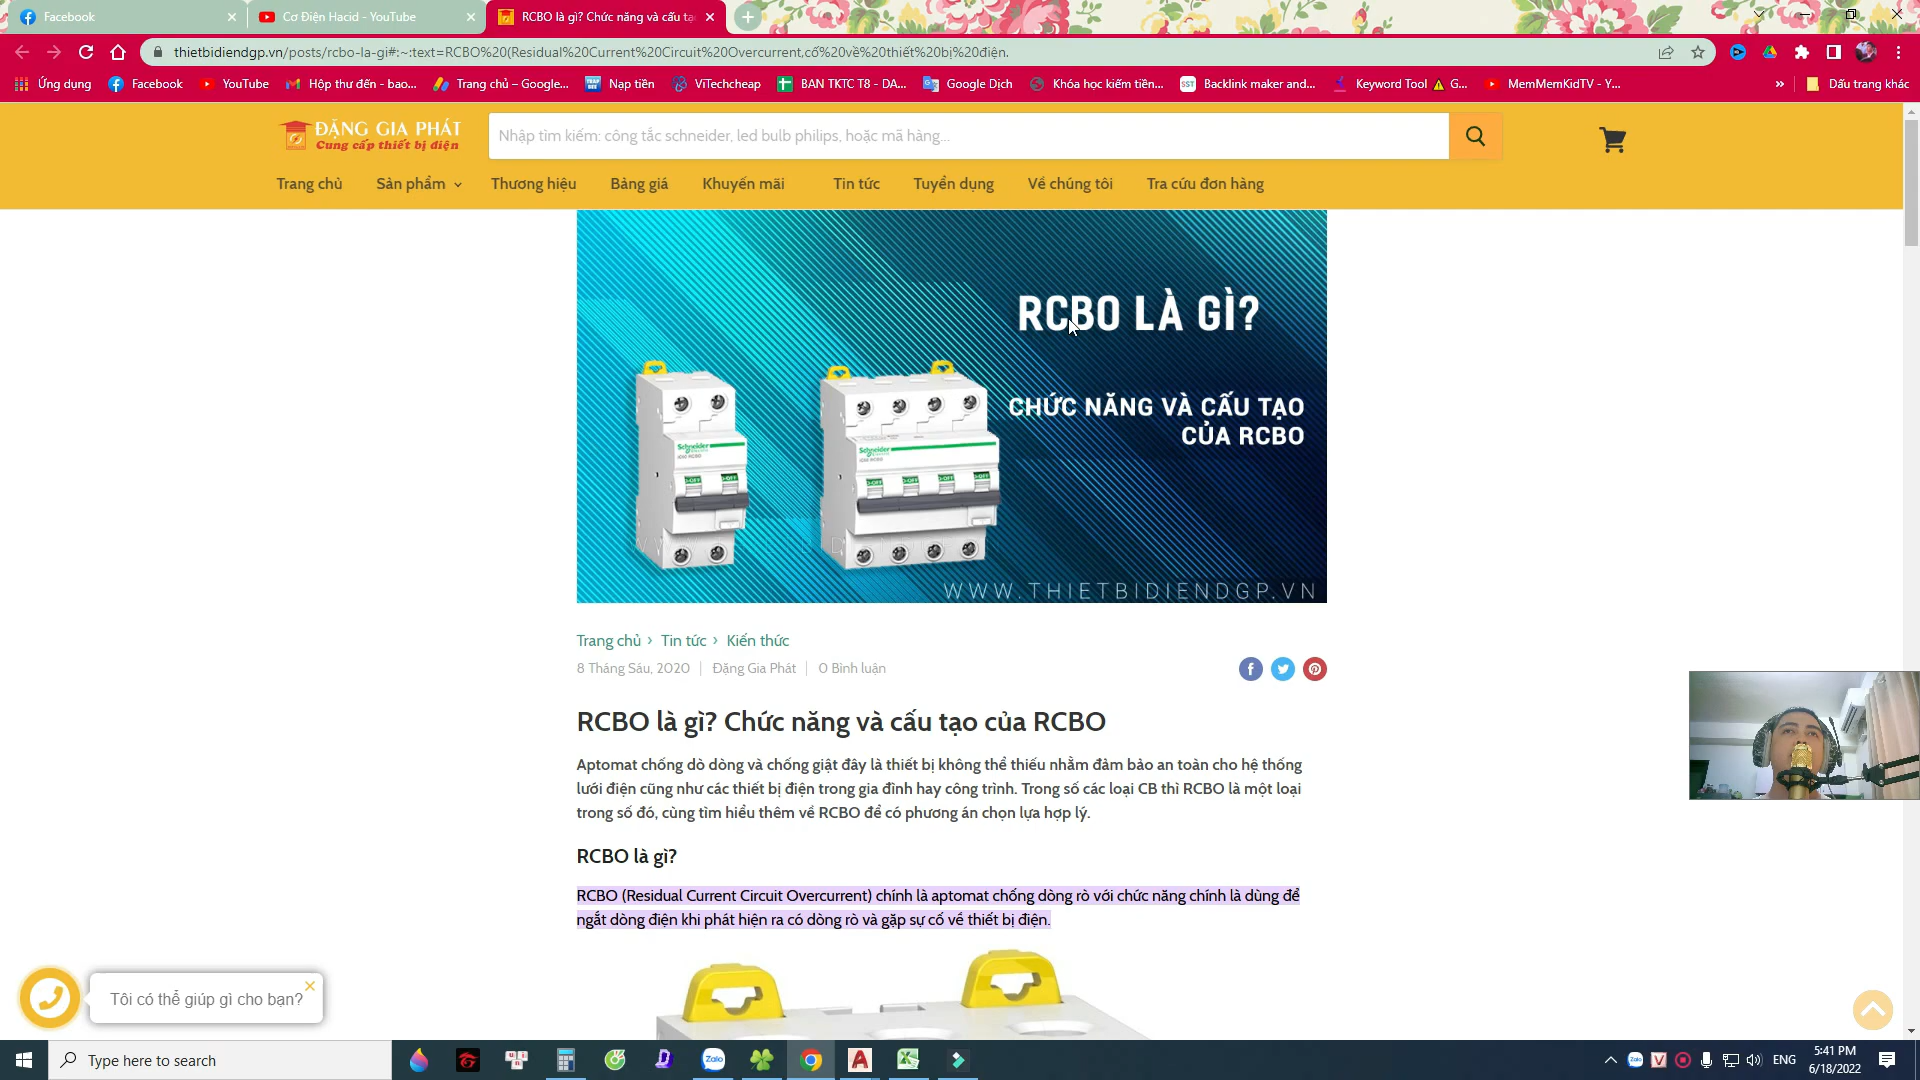 Facebook
Cơ Điện Hacid - YouTube
RCBO là gì? Chức năng và cấu tạ
thietbidiendgp.vn/posts/rcbo-la-gi#:~:text=RCBO%20(Residual%20Current%20Circuit%20Overcurrent,cố%20về%20thiết%20bị%20điện.
Ứng dụng
Facebook
YouTube
Hộp thư đến - bao...
Trang chủ – Google...
Nạp tiền
ViTechcheap
BAN TKTC T8 - DA...
Google Dịch
Khóa học kiếm tiền...
Backlink maker and...
Keyword Tool ⚠ G...
MemMemKidTV - Y...
»
Dấu trang khác
ĐẶNG GIA PHÁT
Cung cấp thiết bị điện
Nhập tìm kiếm: công tắc schneider, led bulb philips, hoặc mã hàng...
Trang chủ
Sản phẩm
Thương hiệu
Bảng giá
Khuyến mãi
Tin tức
Tuyển dụng
Về chúng tôi
Tra cứu đơn hàng
RCBO LÀ GÌ?
CHỨC NĂNG VÀ CẤU TẠO
CỦA RCBO
Schneider
Schneider
WWW.THIETBIDIENDGP.VN
Trang chủ › Tin tức › Kiến thức
8 Tháng Sáu, 2020 | Đặng Gia Phát | 0 Bình luận
RCBO là gì? Chức năng và cấu tạo của RCBO
Aptomat chống dò dòng và chống giật đây là thiết bị không thể thiếu nhằm đảm bảo an toàn cho hệ thống
lưới điện cũng như các thiết bị điện trong gia đình hay công trình. Trong số các loại CB thì RCBO là một loại
trong số đó, cùng tìm hiểu thêm về RCBO để có phương án chọn lựa hợp lý.
RCBO là gì?
RCBO (Residual Current Circuit Overcurrent) chính là aptomat chống dòng rò với chức năng chính là dùng để
ngắt dòng điện khi phát hiện ra có dòng rò và gặp sự cố về thiết bị điện.
Tôi có thể giúp gì cho bạn?
Type here to search
Zalo
ENG
5:41 PM
6/18/2022